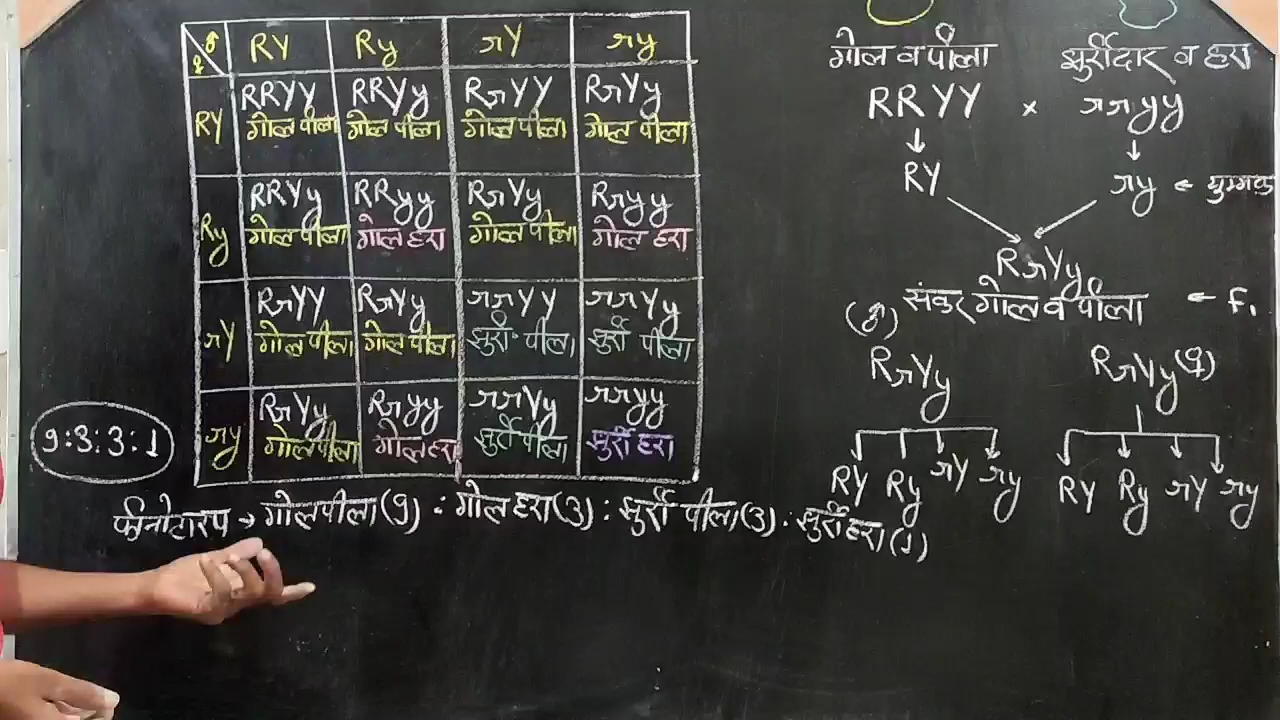 ♂ RY Ry rY ry
♀
RY RRYY RRYy RrYY RrYy
गोल पीला गोल पीला गोल पीला गोल पीला
Ry RRYy RRyy RrYy Rryy
गोल पीला गोल हरा गोल पीला गोल हरा
rY RrYY RrYy rrYY rrYy
गोल पीला गोल पीला झुर्री पीला झुर्री पीला
ry RrYy Rryy rrYy rryy
गोल पीला गोल हरा झुर्री पीला झुर्री हरा
9:3:3:1
फीनोटाइप → गोल पीला (9) : गोल हरा (3) : झुर्री पीला (3) : झुर्री हरा (1)
गोल व पीला झुर्रीदार व हरा
RRYY × rryy
↓ ↓
RY ry ← युग्मक
RrYy
संकर गोल व पीला ← F₁
(♂)
RrYy RrYy (♀)
RY Ry rY ry RY Ry rY ry